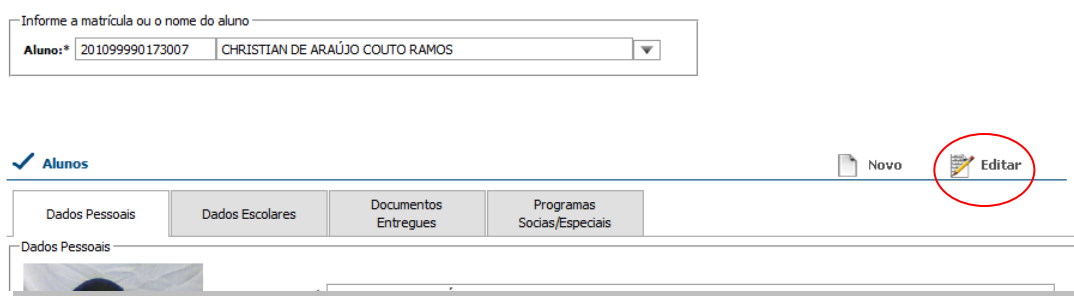 Informe a matrícula ou o nome do aluno
Aluno:* 201099990173007 CHRISTIAN DE ARAÚJO COUTO RAMOS
Alunos Novo Editar
Dados Pessoais Dados Escolares Documentos Entregues Programas Socias/Especiais
Dados Pessoais